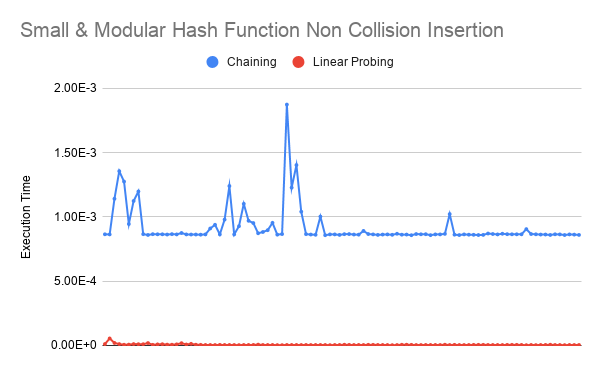 Small & Modular Hash Function Non Collision Insertion
Chaining
Linear Probing
2.00E-3
1.50E-3
1.00E-3
5.00E-4
0.00E+0
Execution Time